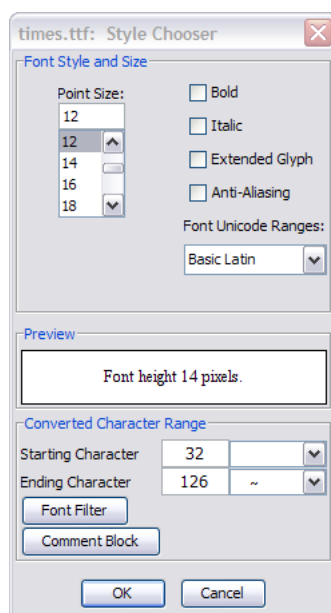 times.ttf: Style Chooser
Font Style and Size
Point Size:
12
12
14
16
18
Bold
Italic
Extended Glyph
Anti-Aliasing
Font Unicode Ranges:
Basic Latin
Preview
Font height 14 pixels.
Converted Character Range
Starting Character 32
Ending Character 126 ~
Font Filter
Comment Block
OK Cancel